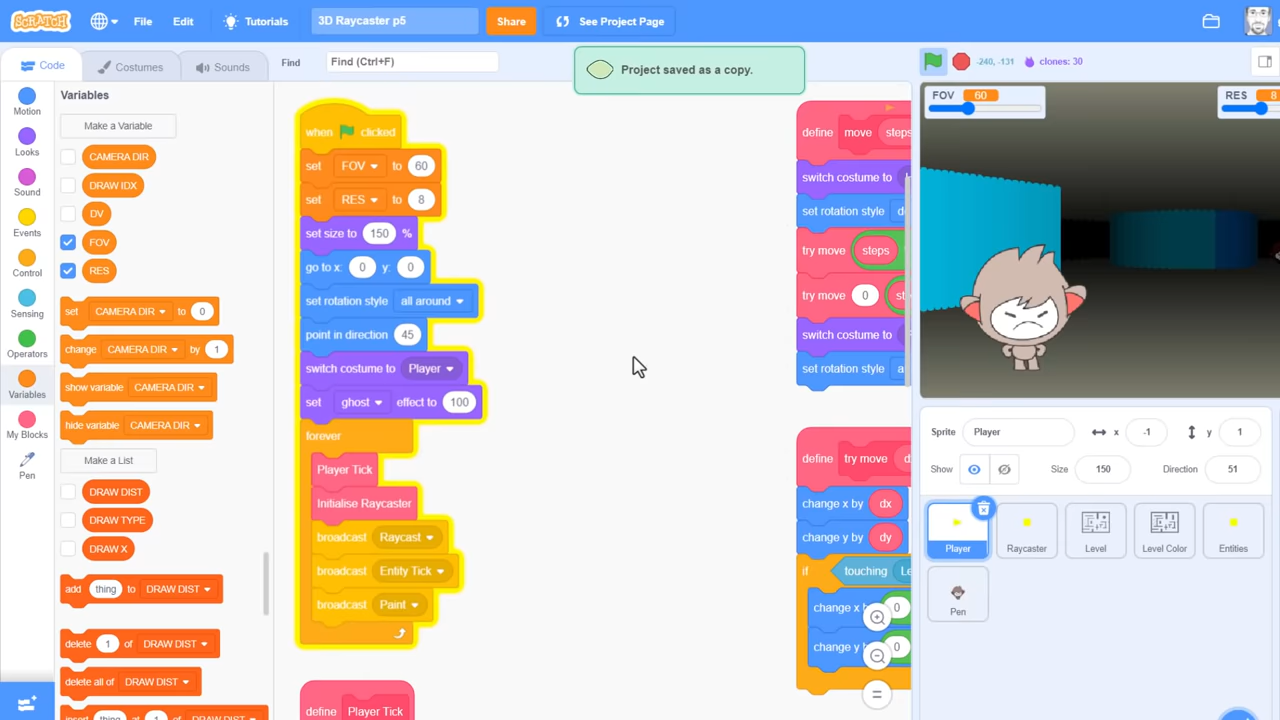 SCRATCH
File
Edit
Tutorials
3D Raycaster p5
Share
See Project Page
Code
Costumes
Sounds
Find
Find (Ctrl+F)
Project saved as a copy.
-240, -131
clones: 30
Motion
Looks
Sound
Events
Control
Sensing
Operators
Variables
My Blocks
Pen
Variables
Make a Variable
CAMERA DIR
DRAW IDX
DV
FOV
RES
set CAMERA DIR to 0
change CAMERA DIR by 1
show variable CAMERA DIR
hide variable CAMERA DIR
Make a List
DRAW DIST
DRAW TYPE
DRAW X
add thing to DRAW DIST
delete 1 of DRAW DIST
delete all of DRAW DIST
insert thing at 1 of DRAW DIST
when clicked
set FOV to 60
set RES to 8
set size to 150 %
go to x: 0 y: 0
set rotation style all around
point in direction 45
switch costume to Player
set ghost effect to 100
forever
Player Tick
Initialise Raycaster
broadcast Raycast
broadcast Entity Tick
broadcast Paint
define Player Tick
define move steps
switch costume to
set rotation style
try move steps
try move 0
switch costume to
set rotation style
define try move
change x by dx
change y by dy
if touching
change x 0
change y 0
FOV 60
RES 8
Sprite Player x -1 y 1
Show Size 150 Direction 51
Player
Raycaster
Level
Level Color
Entities
Pen